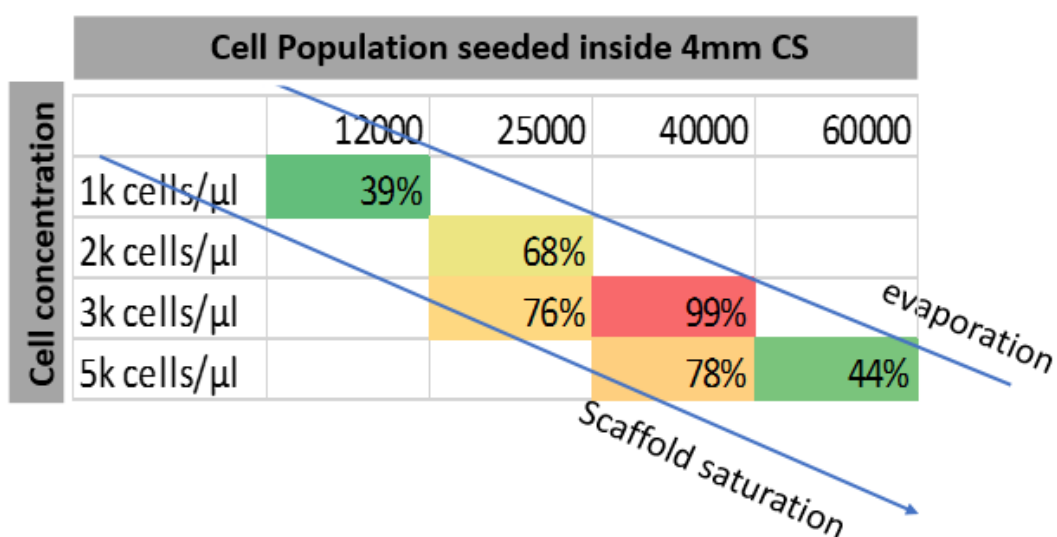 Cell Population seeded inside 4mm CS
Cell concentration
12000 25000 40000 60000
1k cells/µl 39%
2k cells/µl 68%
3k cells/µl 76% 99%
5k cells/µl 78% 44%
evaporation
Scaffold saturation